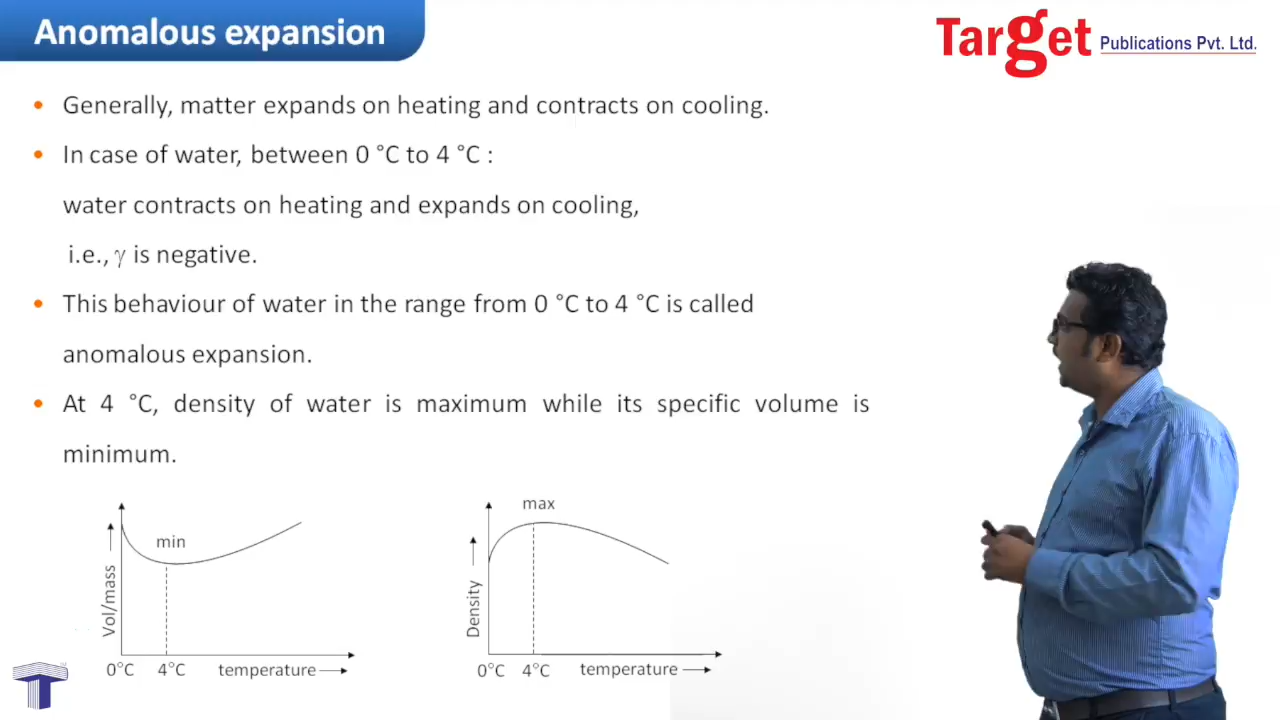 Anomalous expansion
Target Publications Pvt. Ltd.
• Generally, matter expands on heating and contracts on cooling.
• In case of water, between 0 °C to 4 °C :
water contracts on heating and expands on cooling,
i.e., γ is negative.
• This behaviour of water in the range from 0 °C to 4 °C is called
anomalous expansion.
• At 4 °C, density of water is maximum while its specific volume is
minimum.
Vol/mass
min
0°C 4°C temperature
Density
max
0°C 4°C temperature